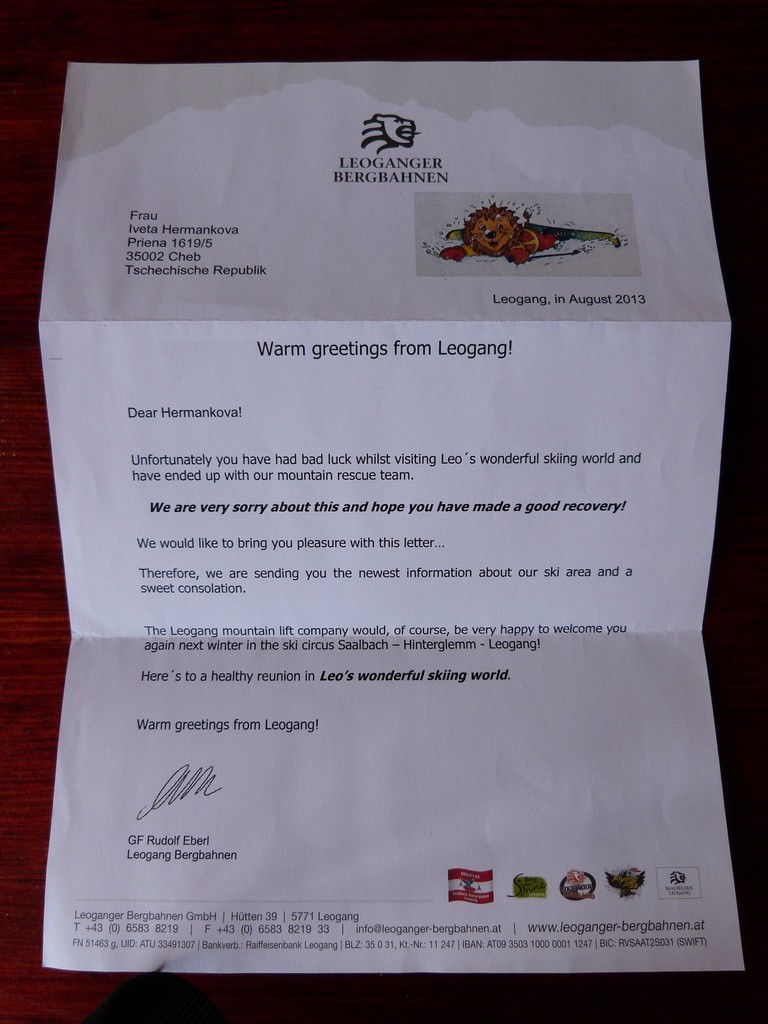 LEOGANGER
BERGBAHNEN
Frau
Iveta Hermankova
Priena 1619/5
35002 Cheb
Tschechische Republik
Leogang, in August 2013
Warm greetings from Leogang!
Dear Hermankova!
Unfortunately you have had bad luck whilst visiting Leo´s wonderful skiing world and
have ended up with our mountain rescue team.
We are very sorry about this and hope you have made a good recovery!
We would like to bring you pleasure with this letter...
Therefore, we are sending you the newest information about our ski area and a
sweet consolation.
The Leogang mountain lift company would, of course, be very happy to welcome you
again next winter in the ski circus Saalbach – Hinterglemm - Leogang!
Here´s to a healthy reunion in Leo's wonderful skiing world.
Warm greetings from Leogang!
GF Rudolf Eberl
Leogang Bergbahnen
Leoganger Bergbahnen GmbH | Hütten 39 | 5771 Leogang
T +43 (0) 6583 8219 | F +43 (0) 6583 8219 33 | info@leoganger-bergbahnen.at | www.leoganger-bergbahnen.at
FN 51463 g, UID: ATU 33491307 | Bankverb.: Raiffeisenbank Leogang | BLZ: 35 0 31, Kt.-Nr.: 11 247 | IBAN: AT09 3503 1000 0001 1247 | BIC: RVSAAT2S031 (SWIFT)